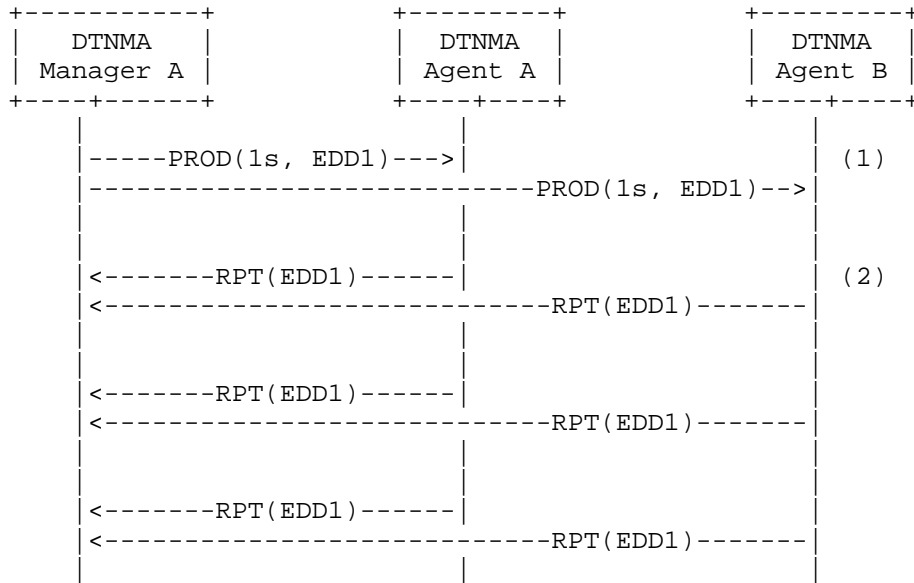 DTNMA DTNMA DTNMA
Manager A Agent A Agent B
PROD(1s, EDD1) (1)
PROD(1s, EDD1)
RPT(EDD1) (2)
RPT(EDD1)
RPT(EDD1)
RPT(EDD1)
RPT(EDD1)
RPT(EDD1)